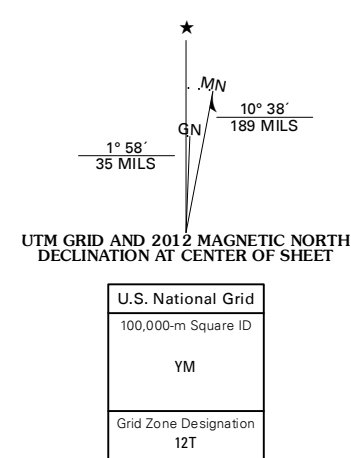 MN
GN
10° 38´
189 MILS
1° 58´
35 MILS
UTM GRID AND 2012 MAGNETIC NORTH
DECLINATION AT CENTER OF SHEET
U.S. National Grid
100,000-m Square ID
YM
Grid Zone Designation
12T